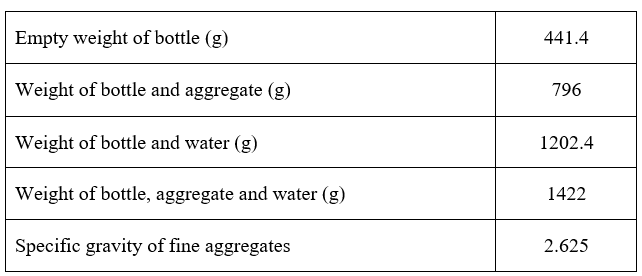 Empty weight of bottle (g) 441.4
Weight of bottle and aggregate (g) 796
Weight of bottle and water (g) 1202.4
Weight of bottle, aggregate and water (g) 1422
Specific gravity of fine aggregates 2.625